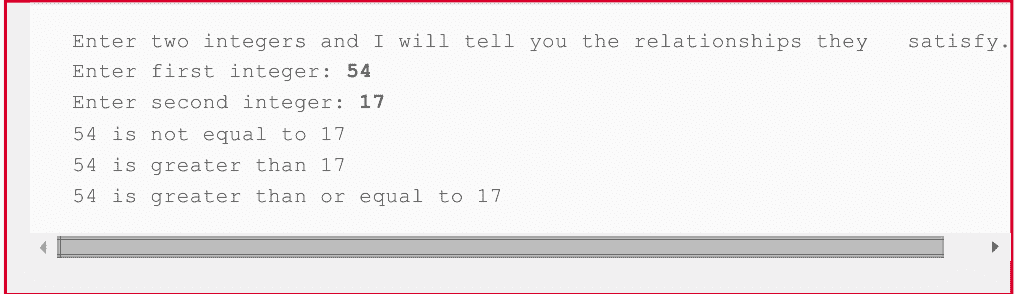 Enter two integers and I will tell you the relationships they   satisfy.
Enter first integer: 54
Enter second integer: 17
54 is not equal to 17
54 is greater than 17
54 is greater than or equal to 17